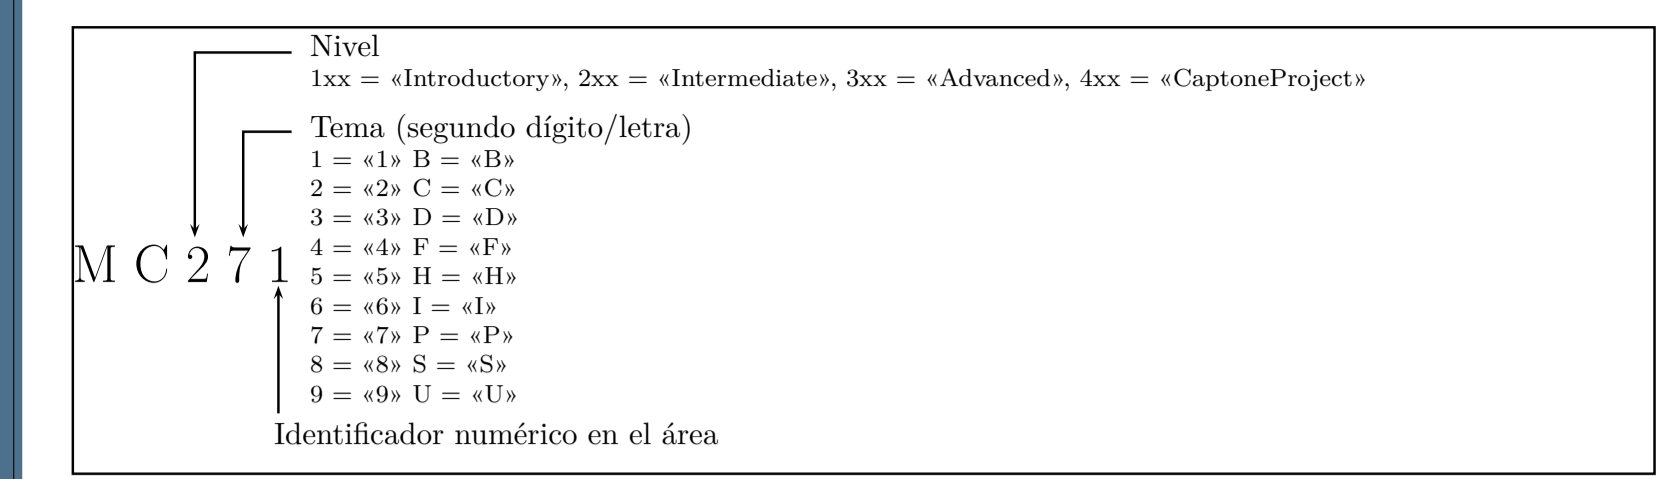 Nivel
1xx = «Introductory», 2xx = «Intermediate», 3xx = «Advanced», 4xx = «CaptoneProject»
Tema (segundo dígito/letra)
1 = «1» B = «B»
2 = «2» C = «C»
3 = «3» D = «D»
4 = «4» F = «F»
M C 2 7 1
5 = «5» H = «H»
6 = «6» I = «I»
7 = «7» P = «P»
8 = «8» S = «S»
9 = «9» U = «U»
Identificador numérico en el área